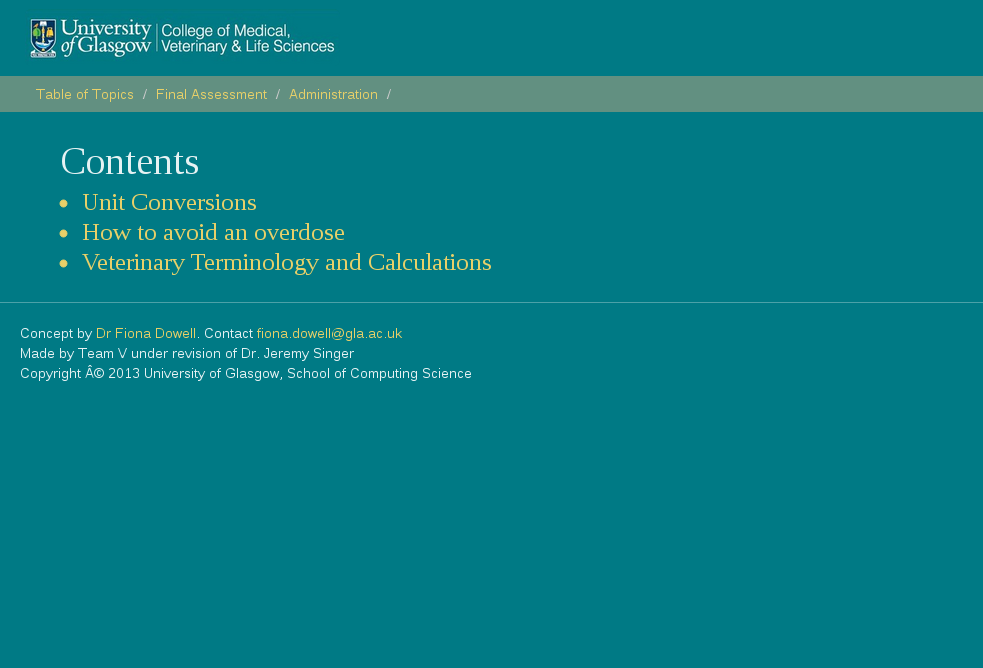 University of Glasgow
College of Medical,
Veterinary & Life Sciences
Table of Topics / Final Assessment / Administration /
Contents
Unit Conversions
How to avoid an overdose
Veterinary Terminology and Calculations
Concept by Dr Fiona Dowell. Contact fiona.dowell@gla.ac.uk
Made by Team V under revision of Dr. Jeremy Singer
Copyright Â© 2013 University of Glasgow, School of Computing Science